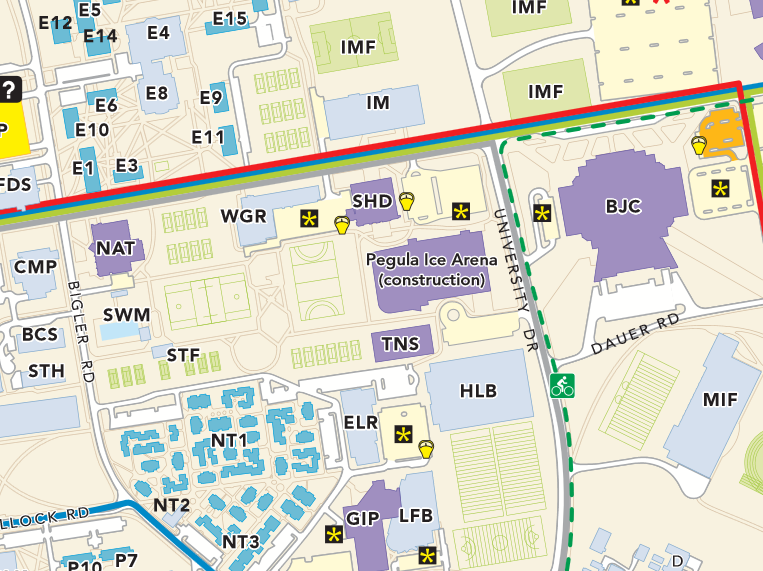 E5
E12
E14
E4
E15
IMF
IMF
?
E8
E6
E9
IM
IMF
E10
E11
P
E1
E3
FDS
SHD
WGR
BJC
NAT
CMP
Pegula Ice Arena
(construction)
UNIVERSITY DR
BIGLER RD
SWM
BCS
STF
TNS
DAUER RD
STH
HLB
MIF
ELR
NT1
NT2
LLOCK RD
GIP
LFB
NT3
P10
P7
D